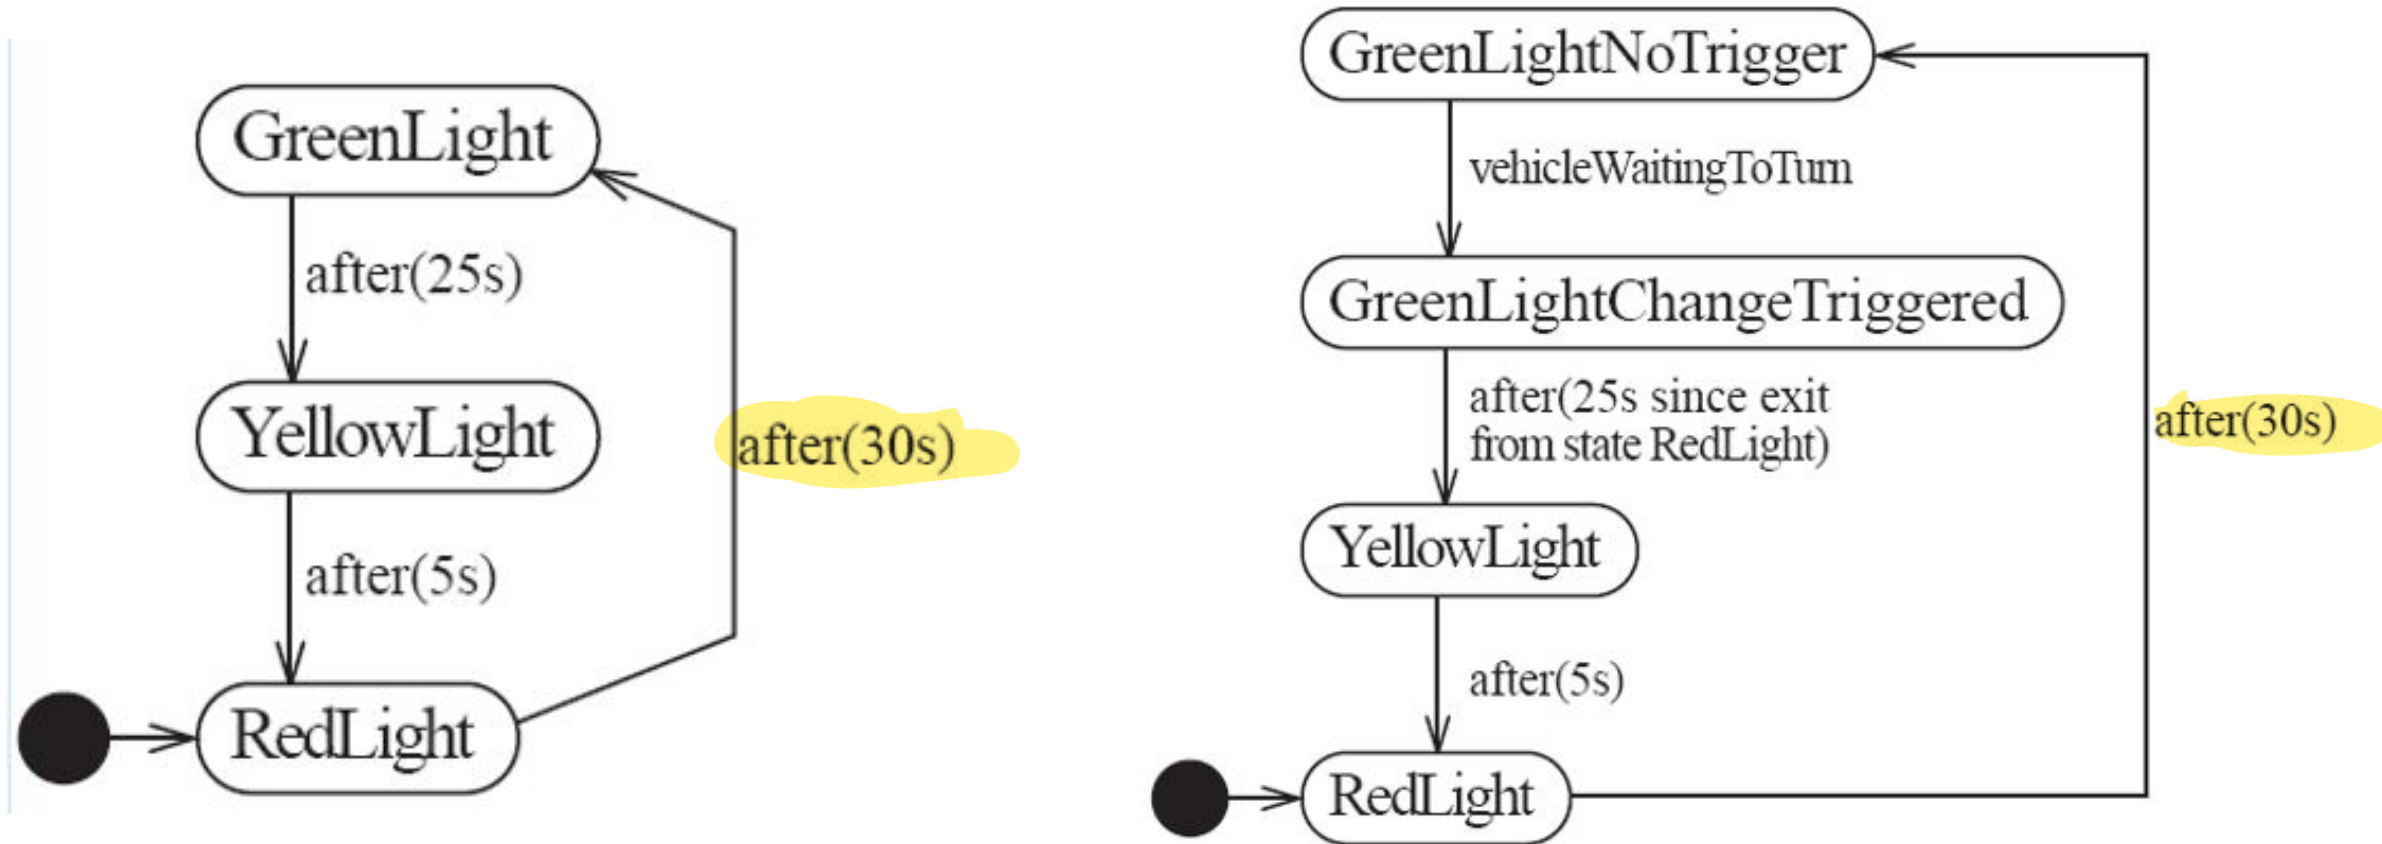 GreenLight
after(25s)
YellowLight
after(30s)
after(5s)
RedLight
GreenLightNoTrigger
vehicleWaitingToTurn
GreenLightChangeTriggered
after(25s since exit
from state RedLight)
after(30s)
YellowLight
after(5s)
RedLight